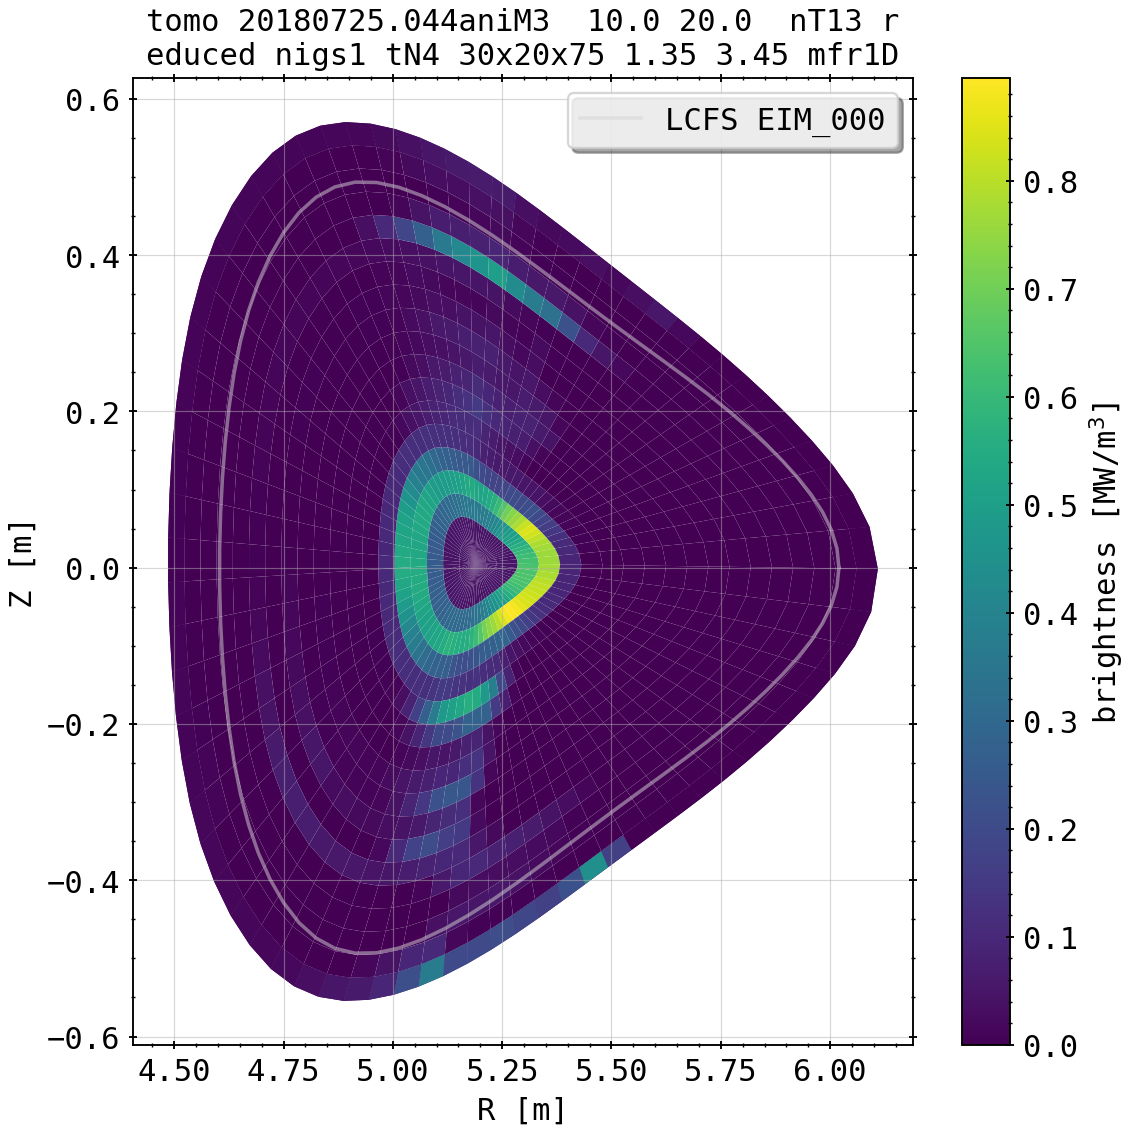 tomo 20180725.044aniM3  10.0 20.0  nT13 r
educed nigs1 tN4 30x20x75 1.35 3.45 mfr1D
LCFS EIM_000
0.6
0.4
0.2
0.0
−0.2
−0.4
−0.6
Z [m]
4.50 4.75 5.00 5.25 5.50 5.75 6.00
R [m]
0.8
0.7
0.6
0.5
0.4
0.3
0.2
0.1
0.0
brightness [MW/m³]